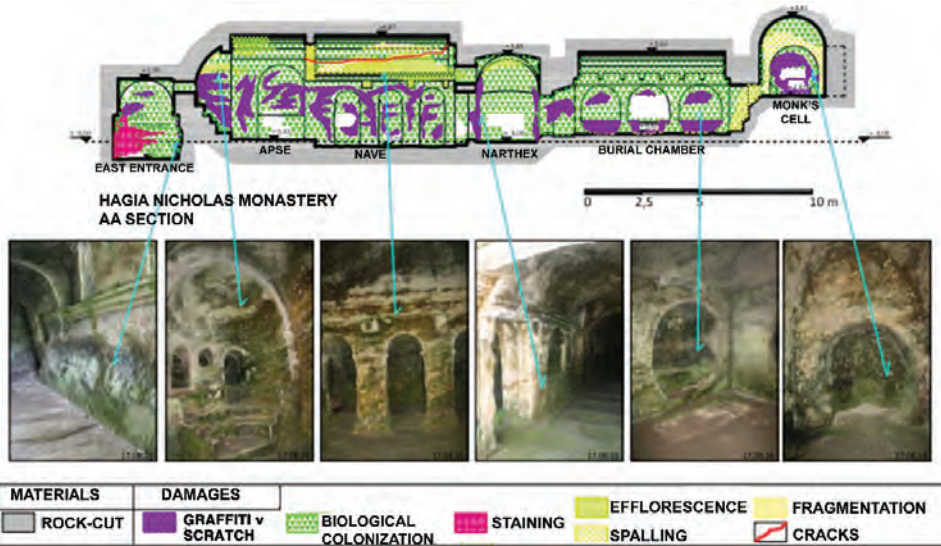 MONK'S
CELL
EAST ENTRANCE
APSE
NAVE
NARTHEX
BURIAL CHAMBER
HAGIA NICHOLAS MONASTERY
AA SECTION
0
2,5
5
10 m
MATERIALS
DAMAGES
ROCK-CUT
GRAFFITI v
SCRATCH
BIOLOGICAL
COLONIZATION
STAINING
EFFLORESCENCE
SPALLING
FRAGMENTATION
CRACKS